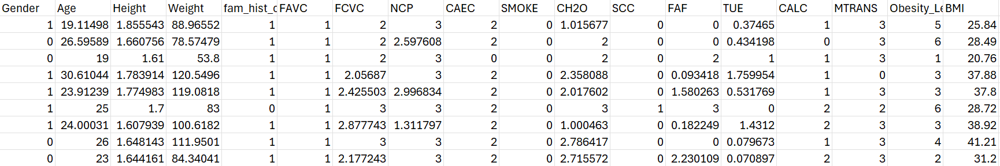 Gender Age Height Weight fam_hist_c FAVC FCVC NCP CAEC SMOKE CH2O SCC FAF TUE CALC MTRANS Obesity_Le BMI
1 19.11498 1.855543 88.96552 1 1 2 3 2 0 1.015677 0 0 0.37465 1 3 5 25.84
0 26.59589 1.660756 78.57479 1 1 2 2.597608 2 0 2 0 0 0.434198 0 3 6 28.49
0 19 1.61 53.8 1 1 2 3 0 0 2 0 2 1 1 3 1 20.76
1 30.61044 1.783914 120.5496 1 1 2.05687 3 2 0 2.358088 0 0.093418 1.759954 1 0 3 37.88
1 23.91239 1.774983 119.0818 1 1 2.425503 2.996834 2 0 2.017602 0 1.580263 0.531769 1 3 3 37.8
1 25 1.7 83 0 1 3 3 2 0 3 1 3 0 2 2 6 28.72
1 24.00031 1.607939 100.6182 1 1 2.877743 1.311797 2 0 1.000463 0 0.182249 1.4312 2 3 3 38.92
0 26 1.648143 111.9501 1 1 3 3 2 0 2.786417 0 0 0.079673 1 3 4 41.21
0 23 1.644161 84.34041 1 1 2.177243 3 2 0 2.715572 0 2.230109 0.070897 2 3 2 31.2